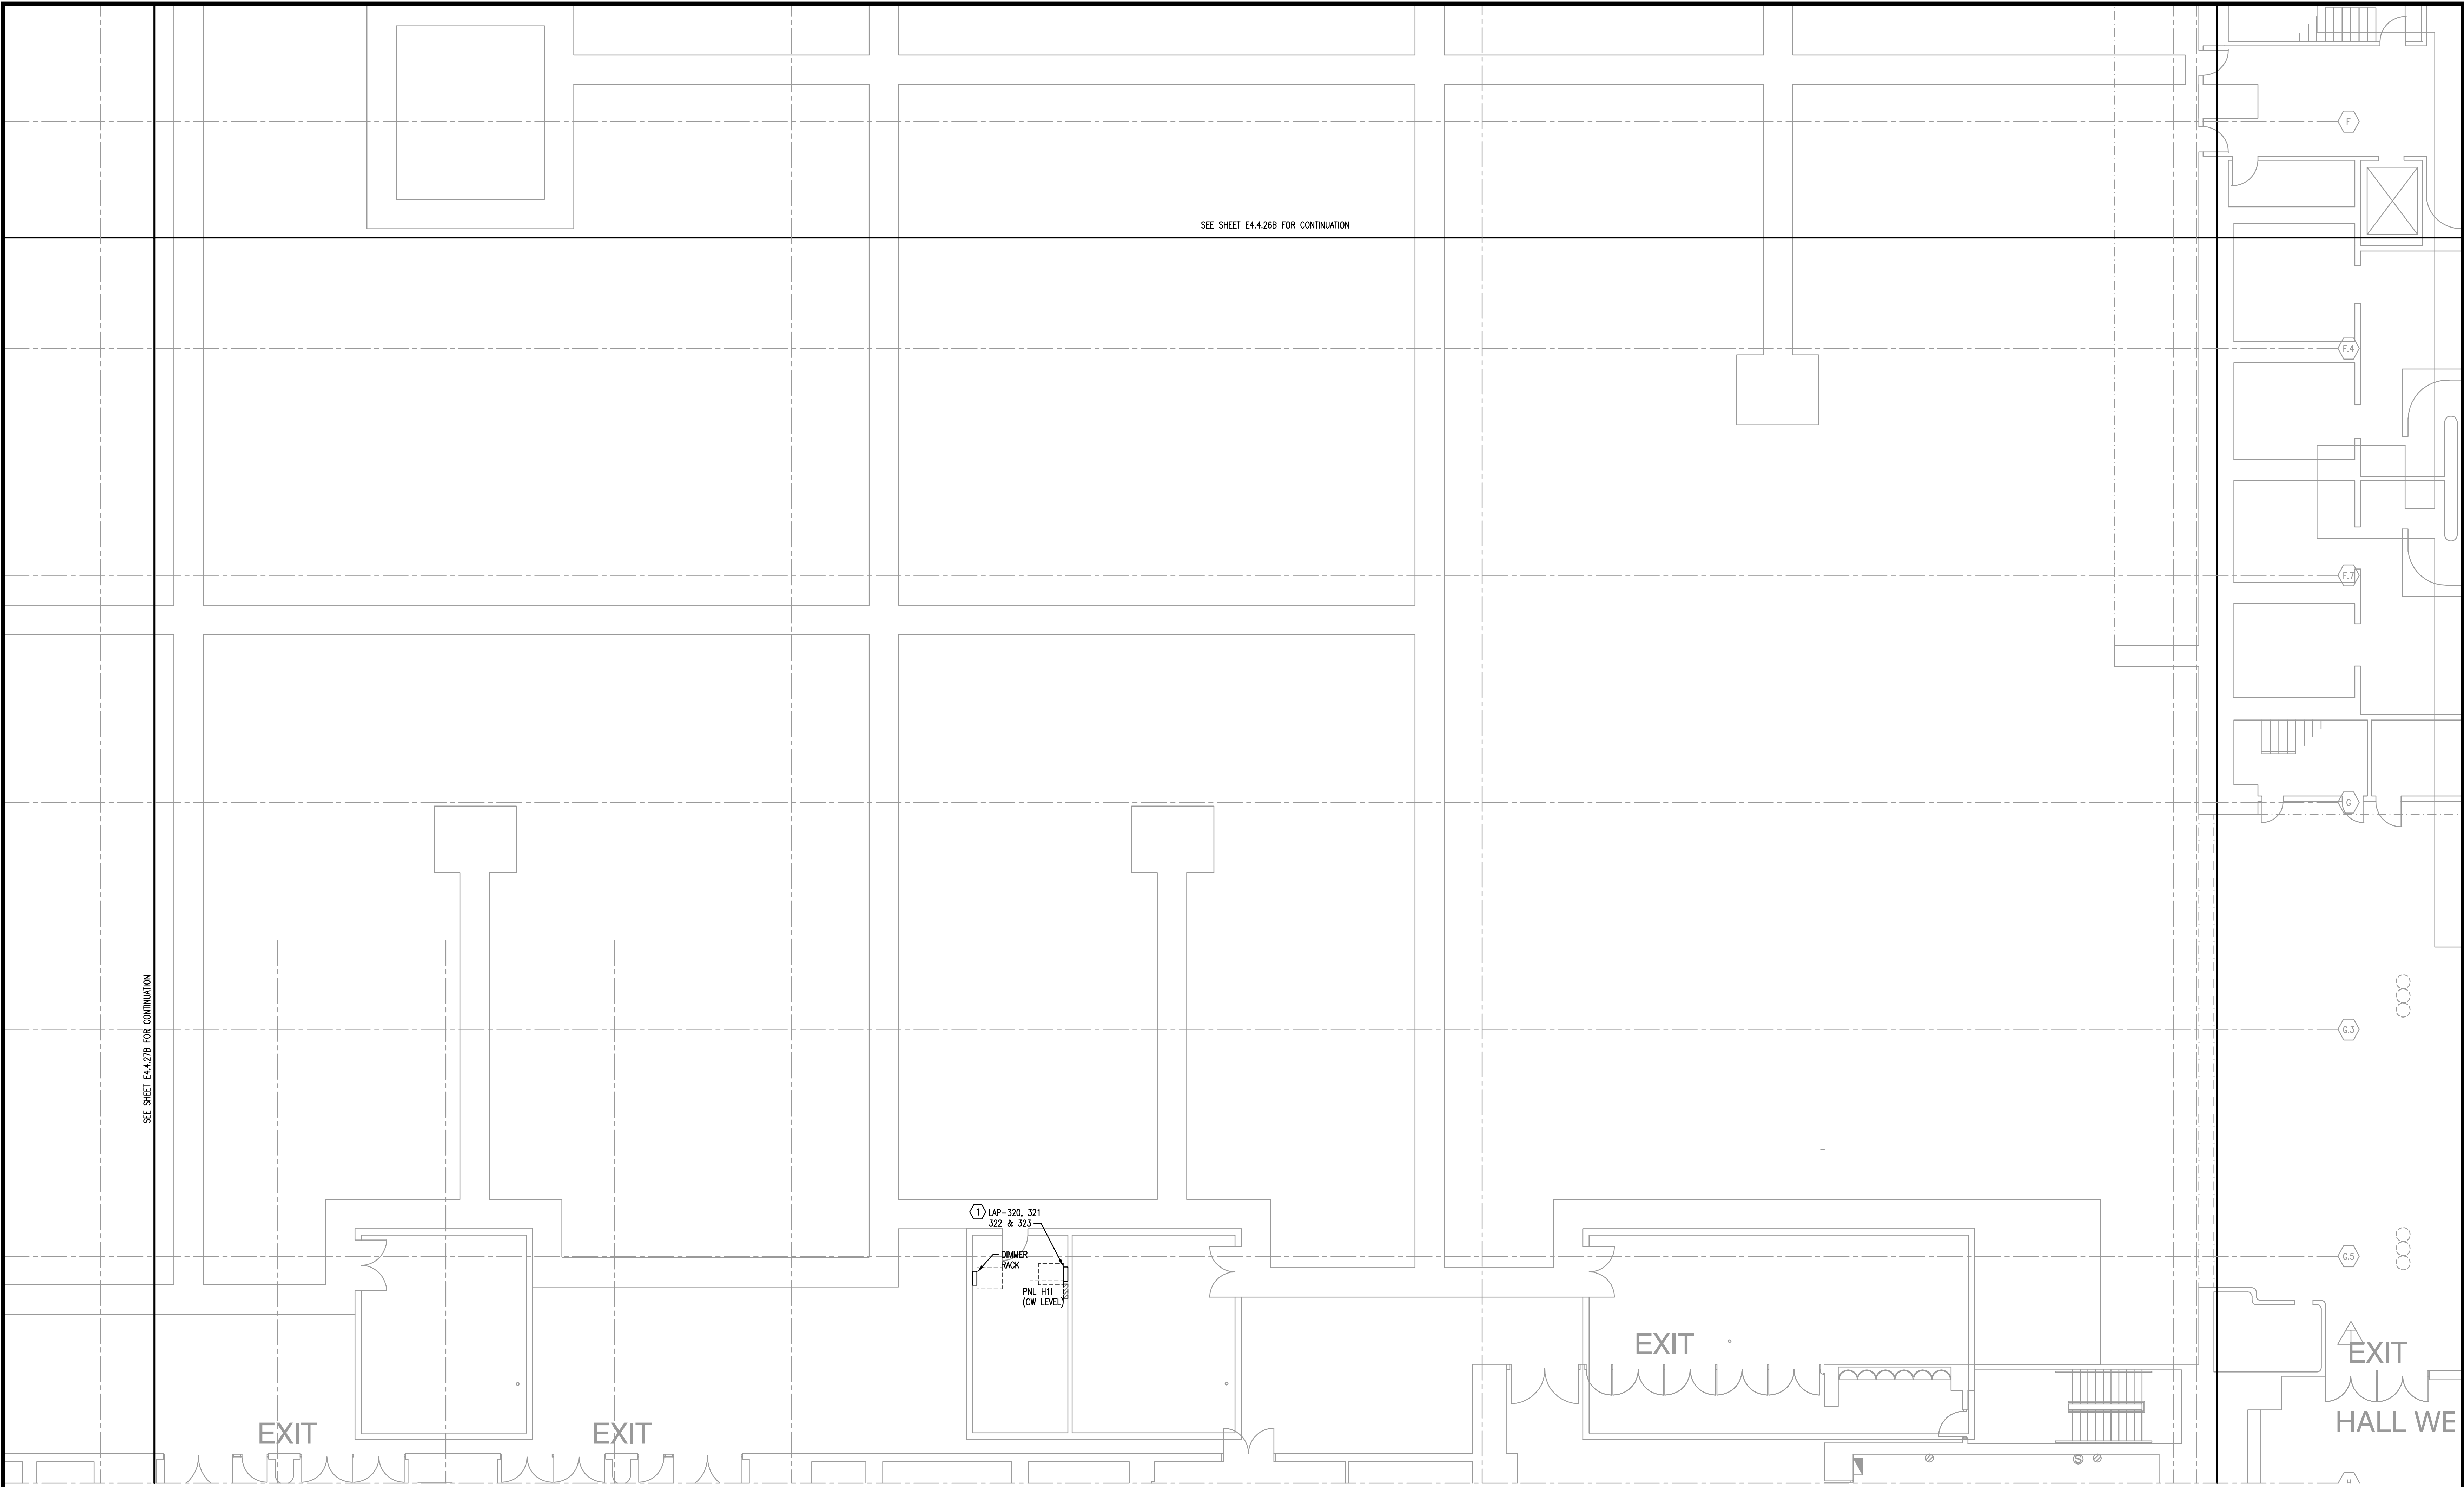 F
SEE SHEET E4.4.26B FOR CONTINUATION
F.4
F.7
G
SEE SHEET E4.4.27B FOR CONTINUATION
G.3
1 LAP-320, 321
322 & 323
DIMMER
RACK
PNL H1I
(CW LEVEL)
G.5
EXIT
EXIT
HALL WE
EXIT
EXIT
S
H